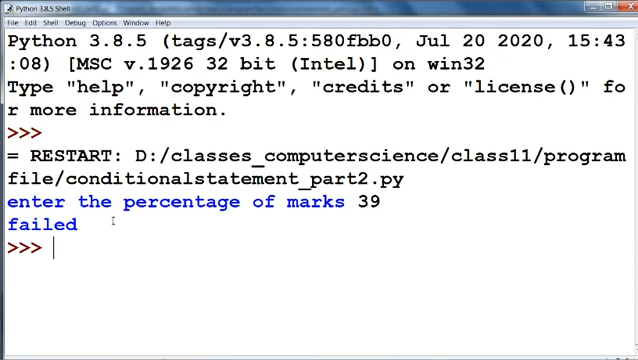 Python 3.8.5 Shell
File Edit Shell Debug Options Window Help
Python 3.8.5 (tags/v3.8.5:580fbb0, Jul 20 2020, 15:43
:08) [MSC v.1926 32 bit (Intel)] on win32
Type "help", "copyright", "credits" or "license()" fo
r more information.
>>>
= RESTART: D:/classes_computerscience/class11/program
file/conditionalstatement_part2.py
enter the percentage of marks 39
failed
>>>